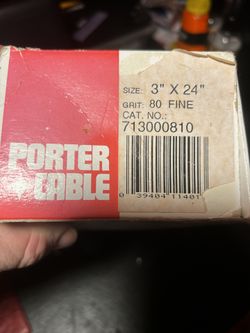 SIZE: 3" X 24"
GRIT: 80 FINE
CAT. NO.:
713000810
PORTER
+CABLE
0 39404 11401